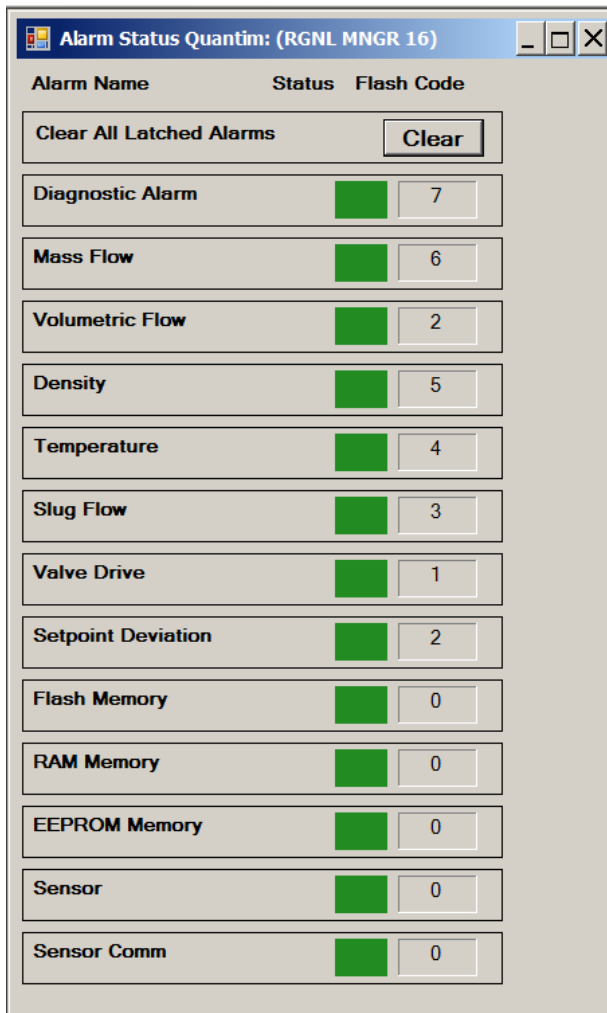 Alarm Status Quantim: (RGNL MNGR 16)
Alarm Name Status Flash Code
Clear All Latched Alarms Clear
Diagnostic Alarm 7
Mass Flow 6
Volumetric Flow 2
Density 5
Temperature 4
Slug Flow 3
Valve Drive 1
Setpoint Deviation 2
Flash Memory 0
RAM Memory 0
EEPROM Memory 0
Sensor 0
Sensor Comm 0